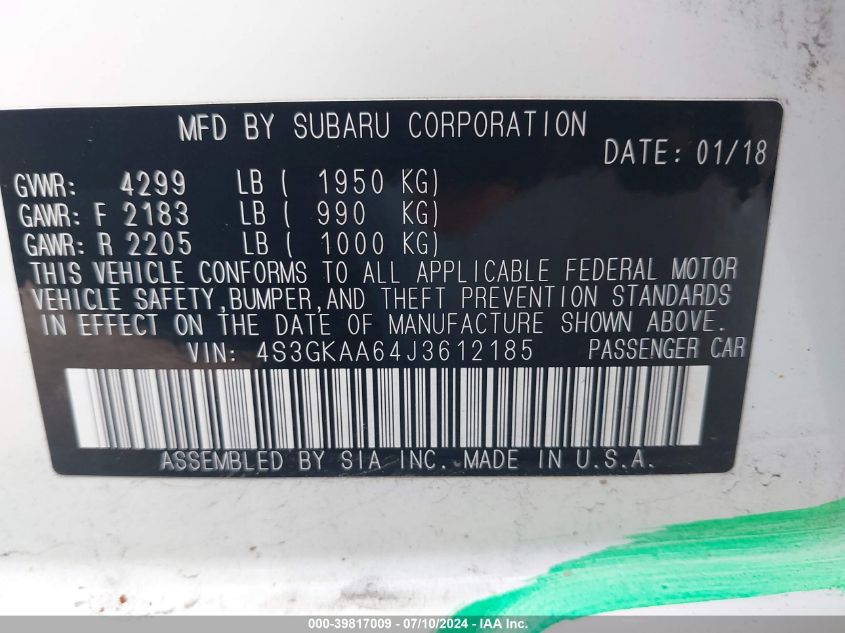 MFD BY SUBARU CORPORATION
DATE: 01/18
GVWR: 4299 LB ( 1950 KG)
GAWR: F 2183 LB ( 990 KG)
GAWR: R 2205 LB ( 1000 KG)
THIS VEHICLE CONFORMS TO ALL APPLICABLE FEDERAL MOTOR
VEHICLE SAFETY,BUMPER,AND THEFT PREVENTION STANDARDS
IN EFFECT ON THE DATE OF MANUFACTURE SHOWN ABOVE.
VIN: 4S3GKAA64J3612185 PASSENGER CAR
ASSEMBLED BY SIA INC. MADE IN U.S.A.
000-39817009 - 07/10/2024 - IAA Inc.